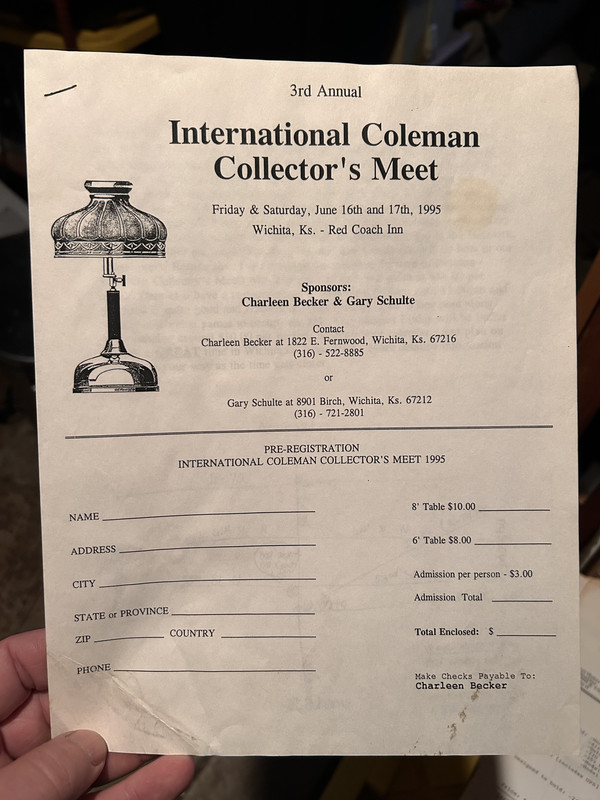 3rd Annual
International Coleman
Collector's Meet
Friday & Saturday, June 16th and 17th, 1995
Wichita, Ks. - Red Coach Inn
Sponsors:
Charleen Becker & Gary Schulte
Contact
Charleen Becker at 1822 E. Fernwood, Wichita, Ks. 67216
(316) - 522-8885
or
Gary Schulte at 8901 Birch, Wichita, Ks. 67212
(316) - 721-2801
PRE-REGISTRATION
INTERNATIONAL COLEMAN COLLECTOR'S MEET 1995
NAME
ADDRESS
CITY
STATE or PROVINCE
ZIP COUNTRY
PHONE
8' Table $10.00
6' Table $8.00
Admission per person - $3.00
Admission Total
Total Enclosed: $
Make Checks Payable To:
Charleen Becker